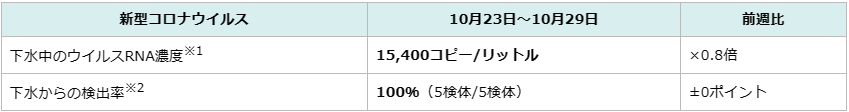 新型コロナウイルス 10月23日～10月29日 前週比
下水中のウイルスRNA濃度※1 15,400コピー/リットル ×0.8倍
下水からの検出率※2 100%（5検体/5検体） ±0ポイント